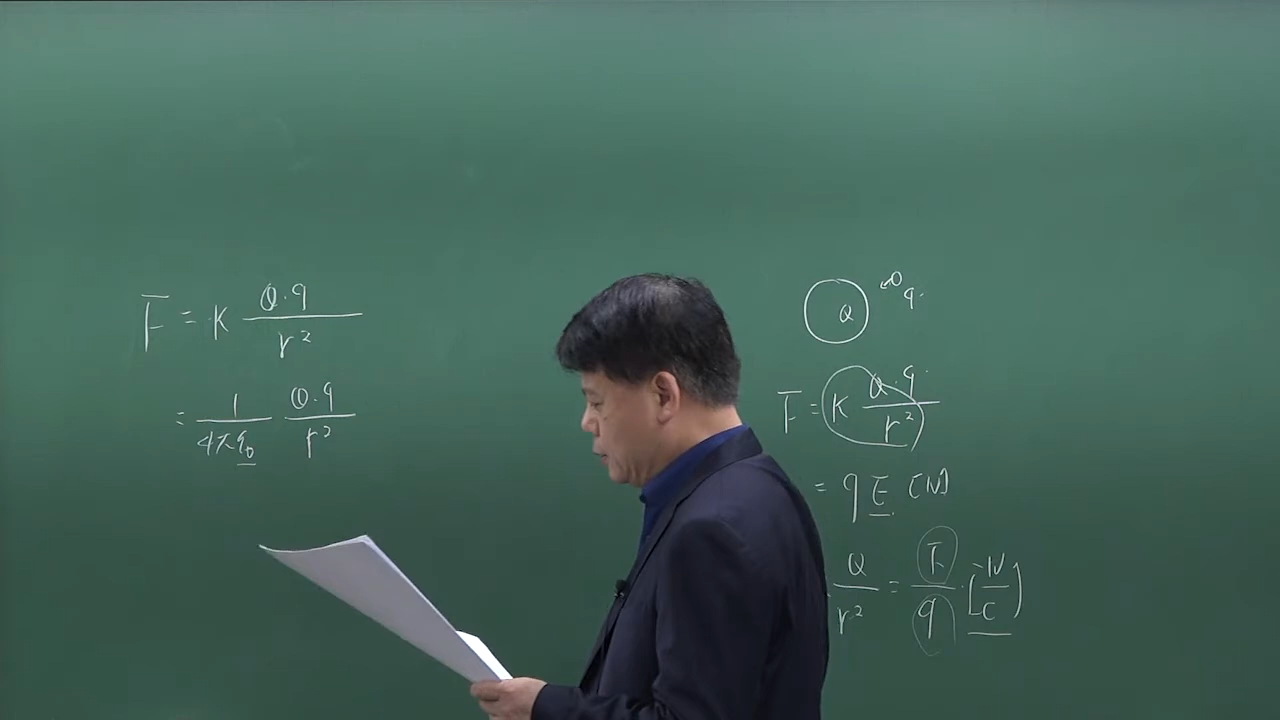 F = K Q·q / r²
= 1 / 4πε₀ Q·q / r²
Q q
F = K Q·q / r²
= q E [N]
Q / r² = F / q · [N / C]